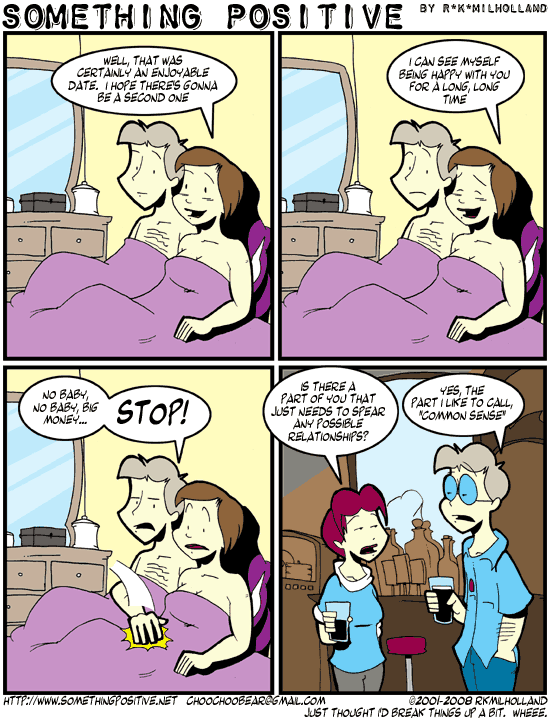 SOMETHING POSITIVE BY R*K*MILHOLLAND
WELL, THAT WAS
CERTAINLY AN ENJOYABLE
DATE. I HOPE THERE'S GONNA
BE A SECOND ONE
I CAN SEE MYSELF
BEING HAPPY WITH YOU
FOR A LONG, LONG
TIME
NO BABY,
NO BABY, BIG
MONEY...
STOP!
IS THERE A
PART OF YOU THAT
JUST NEEDS TO SPEAR
ANY POSSIBLE
RELATIONSHIPS?
YES, THE
PART I LIKE TO CALL,
"COMMON SENSE"
HTTP://WWW.SOMETHINGPOSITIVE.NET CHOOCHOOBEAR@GMAIL.COM ©2001-2008 RKMILHOLLAND
JUST THOUGHT I'D BREAK THINGS UP A BIT. WHEEE.